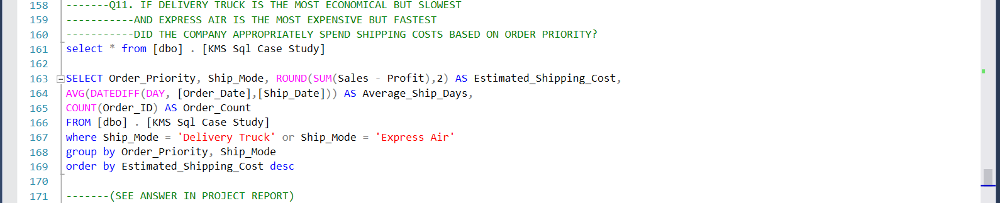 158 -------Q11. IF DELIVERY TRUCK IS THE MOST ECONOMICAL BUT SLOWEST
159 -----------AND EXPRESS AIR IS THE MOST EXPENSIVE BUT FASTEST
160 -----------DID THE COMPANY APPROPRIATELY SPEND SHIPPING COSTS BASED ON ORDER PRIORITY?
161 select * from [dbo] . [KMS Sql Case Study]
162
163 SELECT Order_Priority, Ship_Mode, ROUND(SUM(Sales - Profit),2) AS Estimated_Shipping_Cost,
164 AVG(DATEDIFF(DAY, [Order_Date],[Ship_Date])) AS Average_Ship_Days,
165 COUNT(Order_ID) AS Order_Count
166 FROM [dbo] . [KMS Sql Case Study]
167 where Ship_Mode = 'Delivery Truck' or Ship_Mode = 'Express Air'
168 group by Order_Priority, Ship_Mode
169 order by Estimated_Shipping_Cost desc
170
171 -------(SEE ANSWER IN PROJECT REPORT)